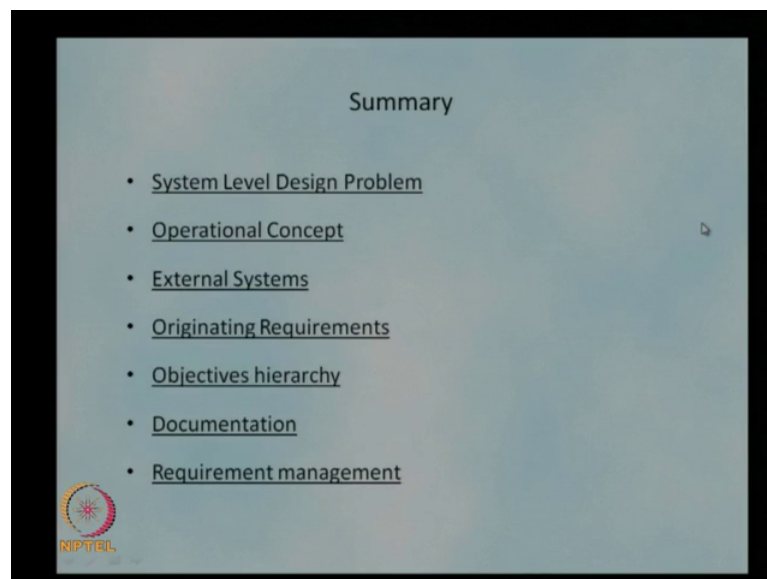 Summary
• System Level Design Problem
• Operational Concept
• External Systems
• Originating Requirements
• Objectives hierarchy
• Documentation
• Requirement management
NPTEL